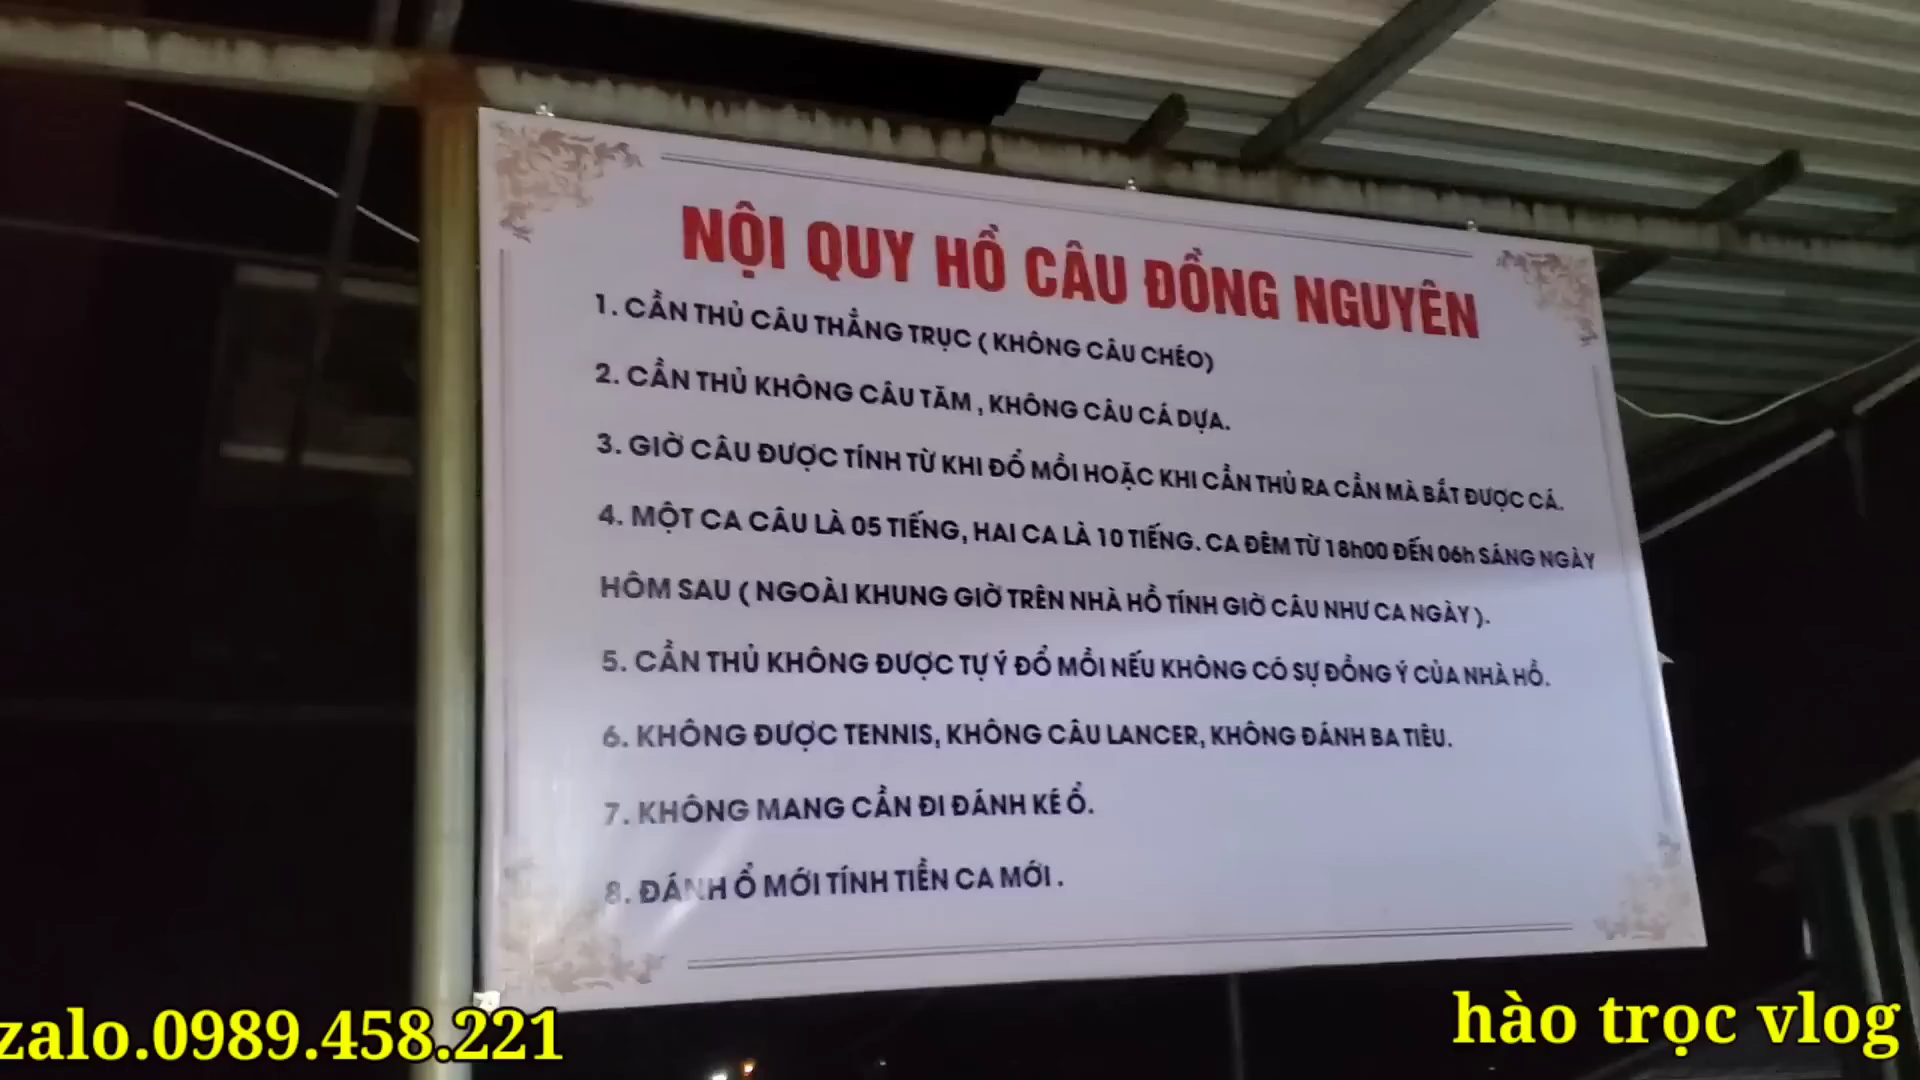 NỘI QUY HỒ CÂU ĐỒNG NGUYÊN
1. CẦN THỦ CÂU THẲNG TRỤC ( KHÔNG CÂU CHÉO)
2. CẦN THỦ KHÔNG CÂU TĂM , KHÔNG CÂU CÁ DỰA.
3. GIỜ CÂU ĐƯỢC TÍNH TỪ KHI ĐỔ MỒI HOẶC KHI CẦN THỦ RA CẦN MÀ BẮT ĐƯỢC CÁ.
4. MỘT CA CÂU LÀ 05 TIẾNG, HAI CA LÀ 10 TIẾNG. CA ĐÊM TỪ 18h00 ĐẾN 06h SÁNG NGÀY
HÔM SAU ( NGOÀI KHUNG GIỜ TRÊN NHÀ HỒ TÍNH GIỜ CÂU NHƯ CA NGÀY ).
5. CẦN THỦ KHÔNG ĐƯỢC TỰ Ý ĐỔ MỒI NẾU KHÔNG CÓ SỰ ĐỒNG Ý CỦA NHÀ HỒ.
6. KHÔNG ĐƯỢC TENNIS, KHÔNG CÂU LANCER, KHÔNG ĐÁNH BA TIÊU.
7. KHÔNG MANG CẦN ĐI ĐÁNH KÉ Ổ.
8. ĐÁNH Ổ MỚI TÍNH TIỀN CA MỚI .
zalo.0989.458.221
hào trọc vlog